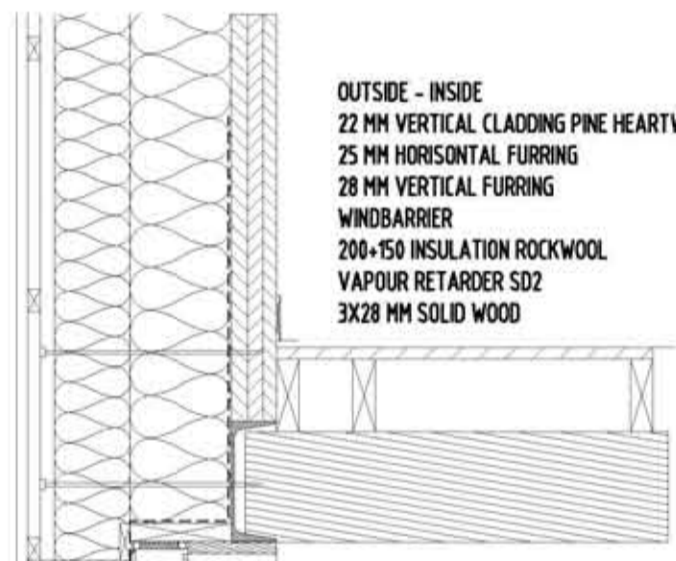 OUTSIDE - INSIDE
22 MM VERTICAL CLADDING PINE
25 MM HORISONTAL FURRING
28 MM VERTICAL FURRING
WINDBARRIER
200+150 INSULATION ROCKWOOL
VAPOUR RETARDER SD2
3X28 MM SOLID WOOD